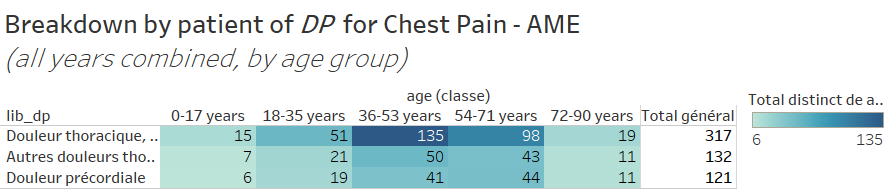 Breakdown by patient of DP for Chest Pain - AME
(all years combined, by age group)
age (classe)
lib_dp 0-17 years 18-35 years 36-53 years 54-71 years 72-90 years Total général
Douleur thoracique, .. 15 51 135 98 19 317
Autres douleurs tho.. 7 21 50 43 11 132
Douleur précordiale 6 19 41 44 11 121
Total distinct de a..
6 135